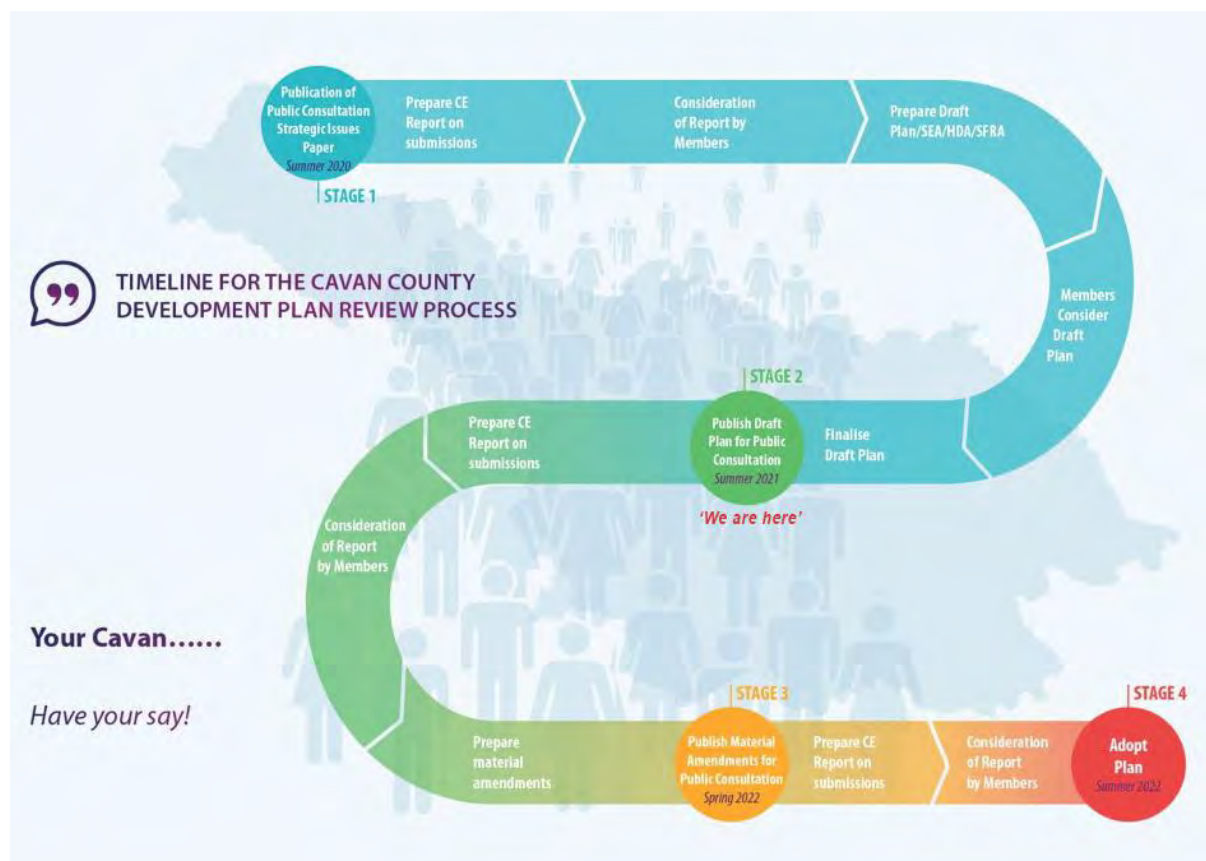 Publication of
Public Consultation
Strategic Issues
Paper
Summer 2020
STAGE 1
Prepare CE
Report on
submissions
Consideration
of Report by
Members
Prepare Draft
Plan/SEA/HDA/SFRA
TIMELINE FOR THE CAVAN COUNTY
DEVELOPMENT PLAN REVIEW PROCESS
Members
Consider
Draft
Plan
Finalise
Draft Plan
STAGE 2
Publish Draft
Plan for Public
Consultation
Summer 2021
‘We are here’
Prepare CE
Report on
submissions
Consideration
of Report
by Members
Your Cavan......
Have your say!
Prepare
material
amendments
STAGE 3
Publish Material
Amendments for
Public Consultation
Spring 2022
Prepare CE
Report on
submissions
Consideration
of Report
by Members
STAGE 4
Adopt
Plan
Summer 2022